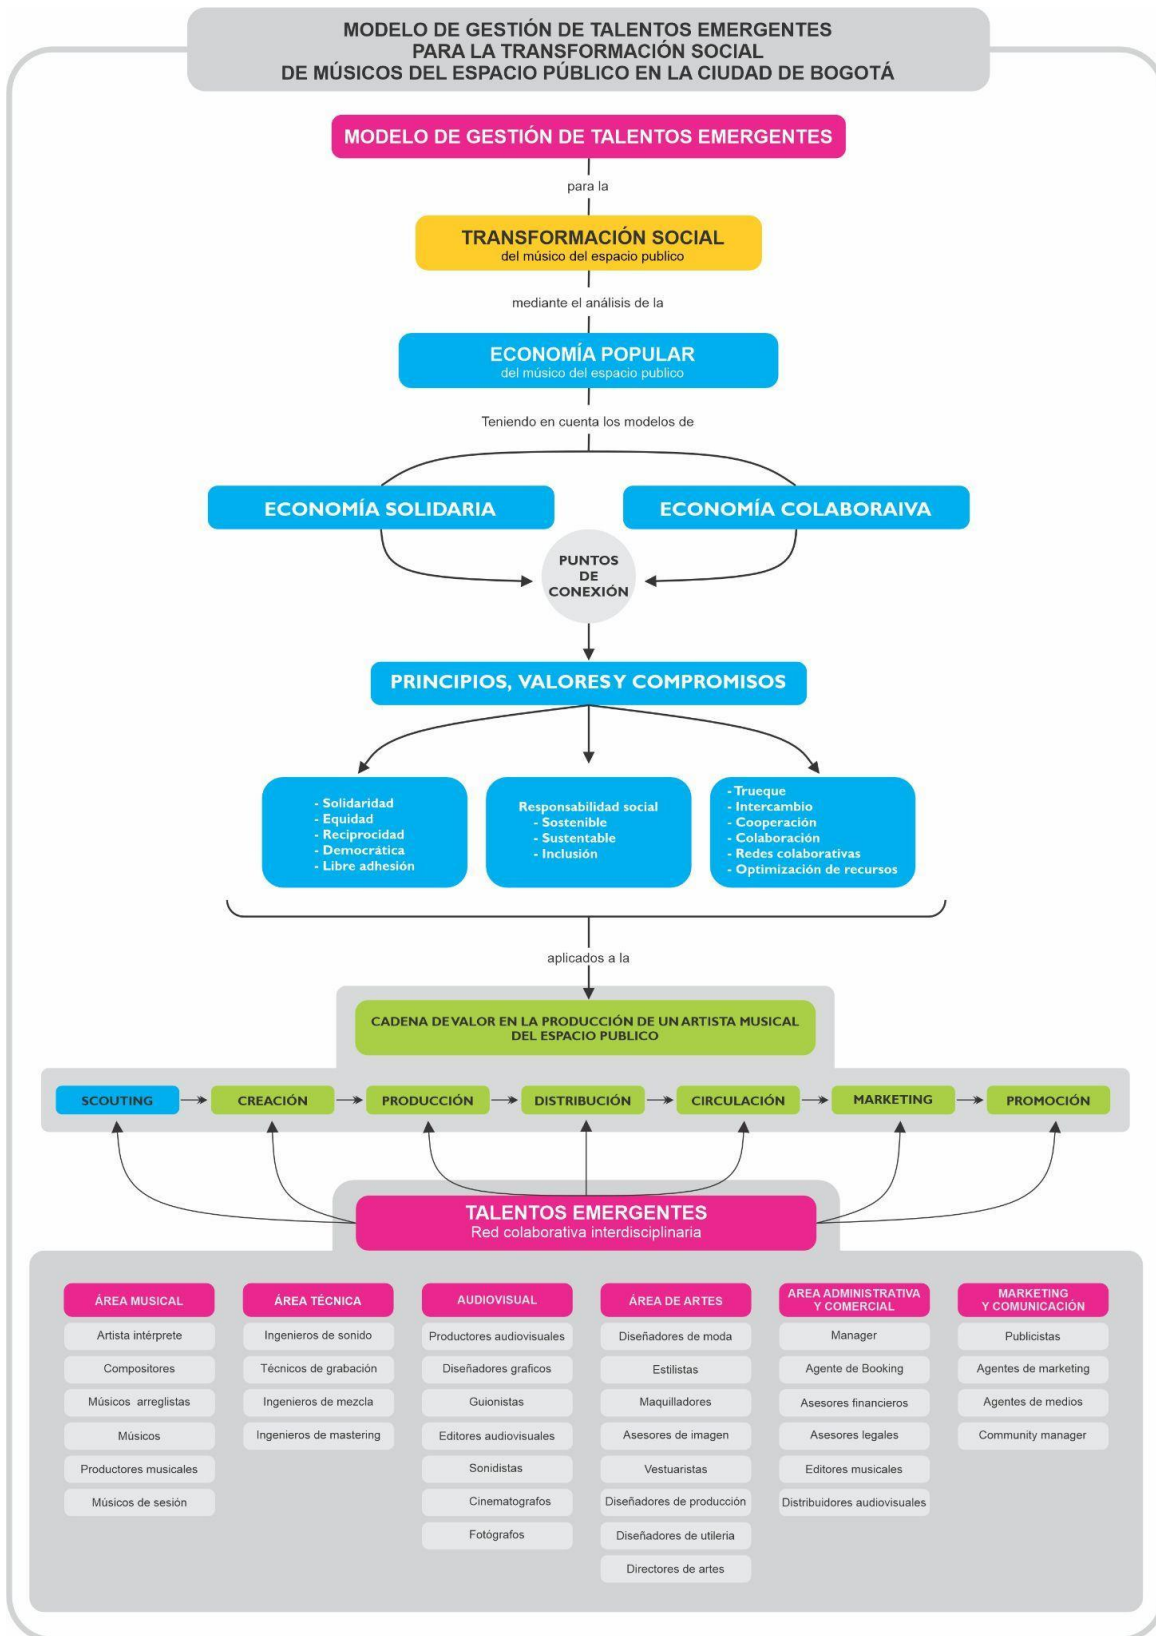 MODELO DE GESTIÓN DE TALENTOS EMERGENTES
PARA LA TRANSFORMACIÓN SOCIAL
DE MÚSICOS DEL ESPACIO PÚBLICO EN LA CIUDAD DE BOGOTÁ
MODELO DE GESTIÓN DE TALENTOS EMERGENTES
para la
TRANSFORMACIÓN SOCIAL
del músico del espacio publico
mediante el análisis de la
ECONOMÍA POPULAR
del músico del espacio publico
Teniendo en cuenta los modelos de
ECONOMÍA SOLIDARIA
ECONOMÍA COLABORAIVA
PUNTOS
DE
CONEXIÓN
PRINCIPIOS, VALORES Y COMPROMISOS
- Solidaridad
- Equidad
- Reciprocidad
- Democrática
- Libre adhesión
Responsabilidad social
- Sostenible
- Sustentable
- Inclusión
- Trueque
- Intercambio
- Cooperación
- Colaboración
- Redes colaborativas
- Optimización de recursos
aplicados a la
CADENA DE VALOR EN LA PRODUCCIÓN DE UN ARTISTA MUSICAL
DEL ESPACIO PUBLICO
SCOUTING
CREACIÓN
PRODUCCIÓN
DISTRIBUCIÓN
CIRCULACIÓN
MARKETING
PROMOCIÓN
TALENTOS EMERGENTES
Red colaborativa interdisciplinaria
ÁREA MUSICAL
Artista intérprete
Compositores
Músicos arreglistas
Músicos
Productores musicales
Músicos de sesión
ÁREA TÉCNICA
Ingenieros de sonido
Técnicos de grabación
Ingenieros de mezcla
Ingenieros de mastering
AUDIOVISUAL
Productores audiovisuales
Diseñadores graficos
Guionistas
Editores audiovisuales
Sonidistas
Cinematografos
Fotógrafos
ÁREA DE ARTES
Diseñadores de moda
Estilistas
Maquilladores
Asesores de imagen
Vestuaristas
Diseñadores de producción
Diseñadores de utileria
Directores de artes
AREA ADMINISTRATIVA
Y COMERCIAL
Manager
Agente de Booking
Asesores financieros
Asesores legales
Editores musicales
Distribuidores audiovisuales
MARKETING
Y COMUNICACIÓN
Publicistas
Agentes de marketing
Agentes de medios
Community manager